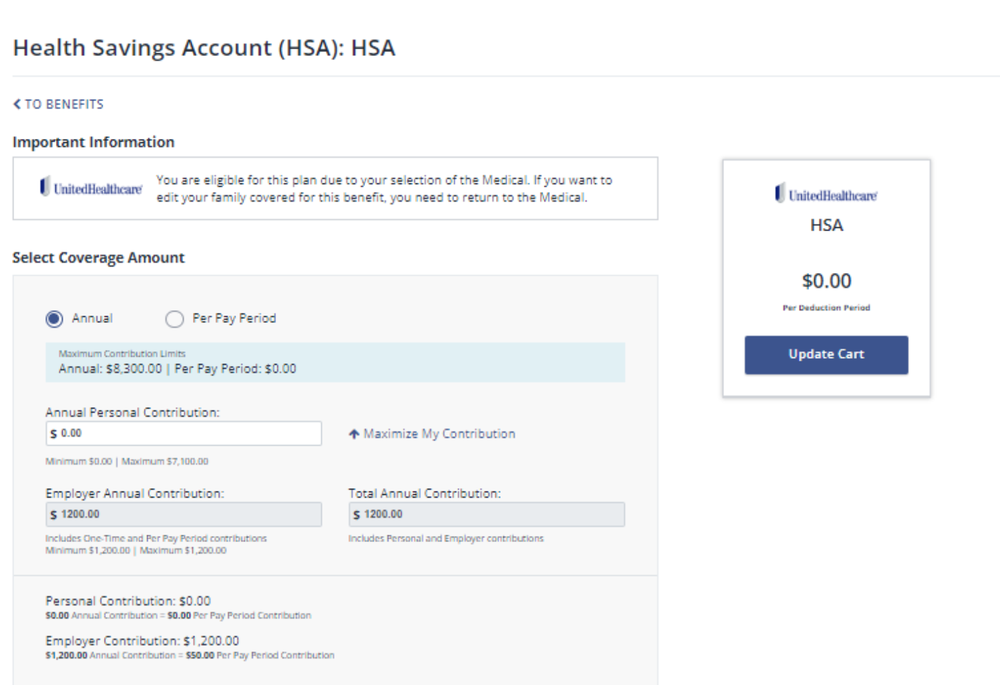 Health Savings Account (HSA): HSA
TO BENEFITS
Important Information
UnitedHealthcare
You are eligible for this plan due to your selection of the Medical. If you want to
edit your family covered for this benefit, you need to return to the Medical.
UnitedHealthcare
HSA
$0.00
Per Deduction Period
Update Cart
Select Coverage Amount
Annual
Per Pay Period
Maximum Contribution Limits
Annual: $8,300.00 | Per Pay Period: $0.00
Annual Personal Contribution:
$ 0.00
Maximize My Contribution
Minimum $0.00 | Maximum $7,100.00
Employer Annual Contribution:
$ 1200.00
Includes One-Time and Per Pay Period contributions
Minimum $1,200.00 | Maximum $1,200.00
Total Annual Contribution:
$ 1200.00
Includes Personal and Employer contributions
Personal Contribution: $0.00
$0.00 Annual Contribution = $0.00 Per Pay Period Contribution
Employer Contribution: $1,200.00
$1,200.00 Annual Contribution = $50.00 Per Pay Period Contribution